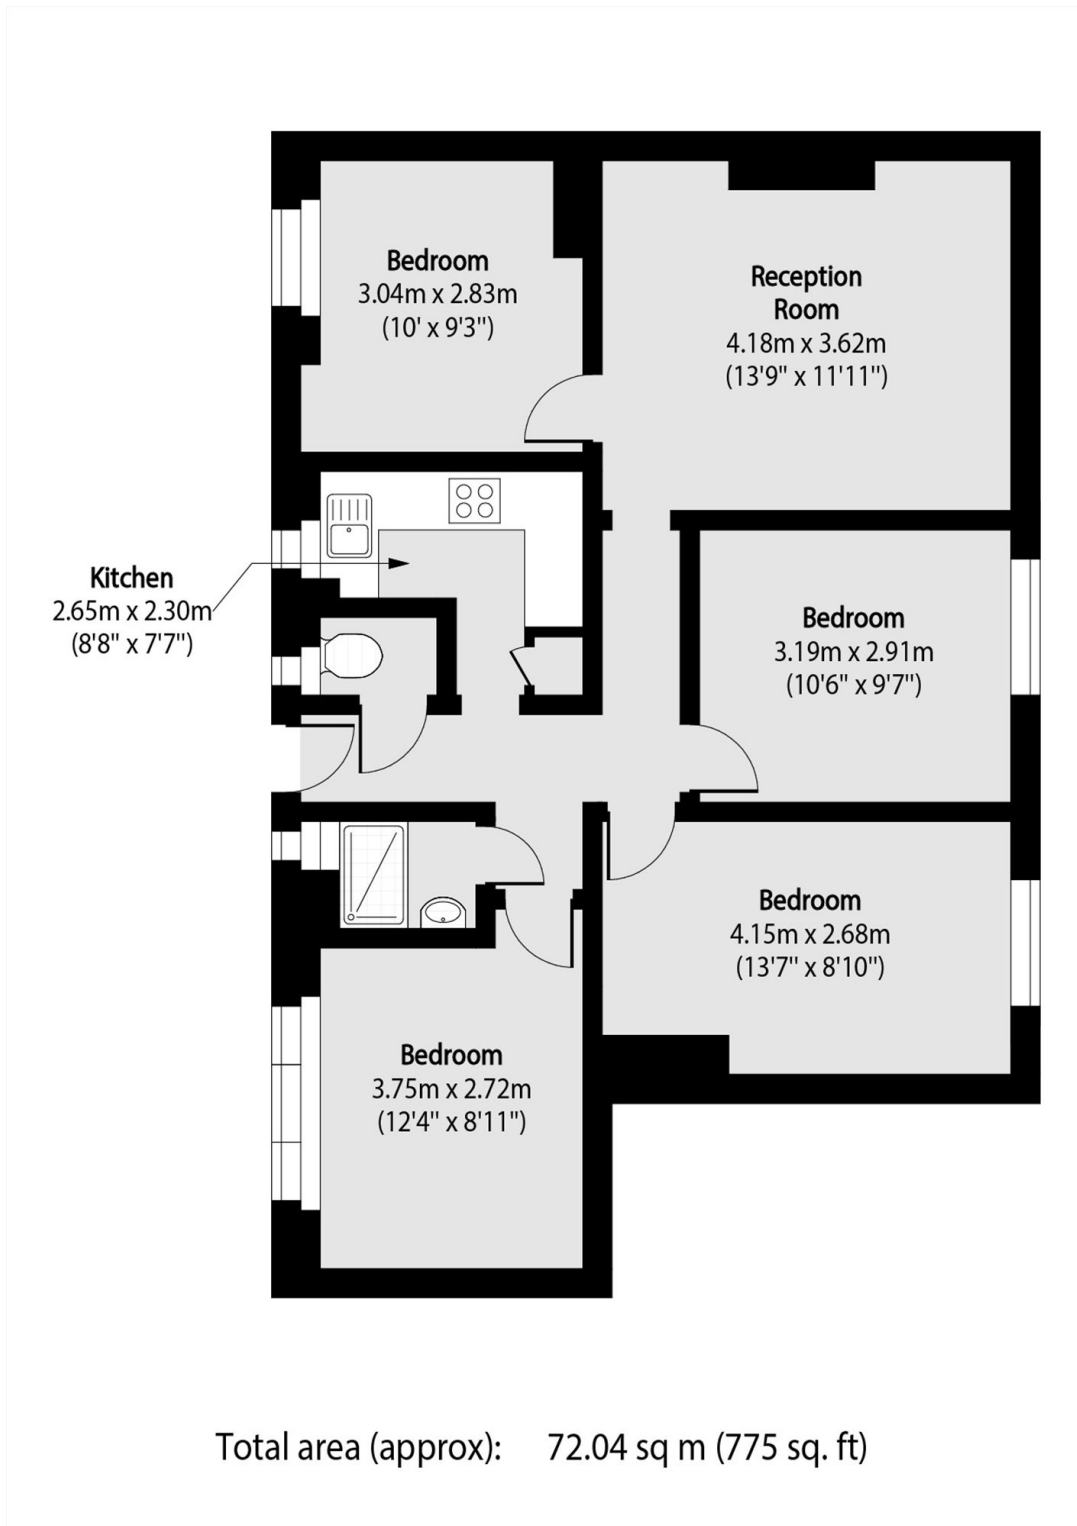 Bedroom
3.04m x 2.83m
(10' x 9'3")
Reception
Room
4.18m x 3.62m
(13'9" x 11'11")
Kitchen
2.65m x 2.30m
(8'8" x 7'7")
Bedroom
3.19m x 2.91m
(10'6" x 9'7")
Bedroom
4.15m x 2.68m
(13'7" x 8'10")
Bedroom
3.75m x 2.72m
(12'4" x 8'11")
Total area (approx): 72.04 sq m (775 sq. ft)